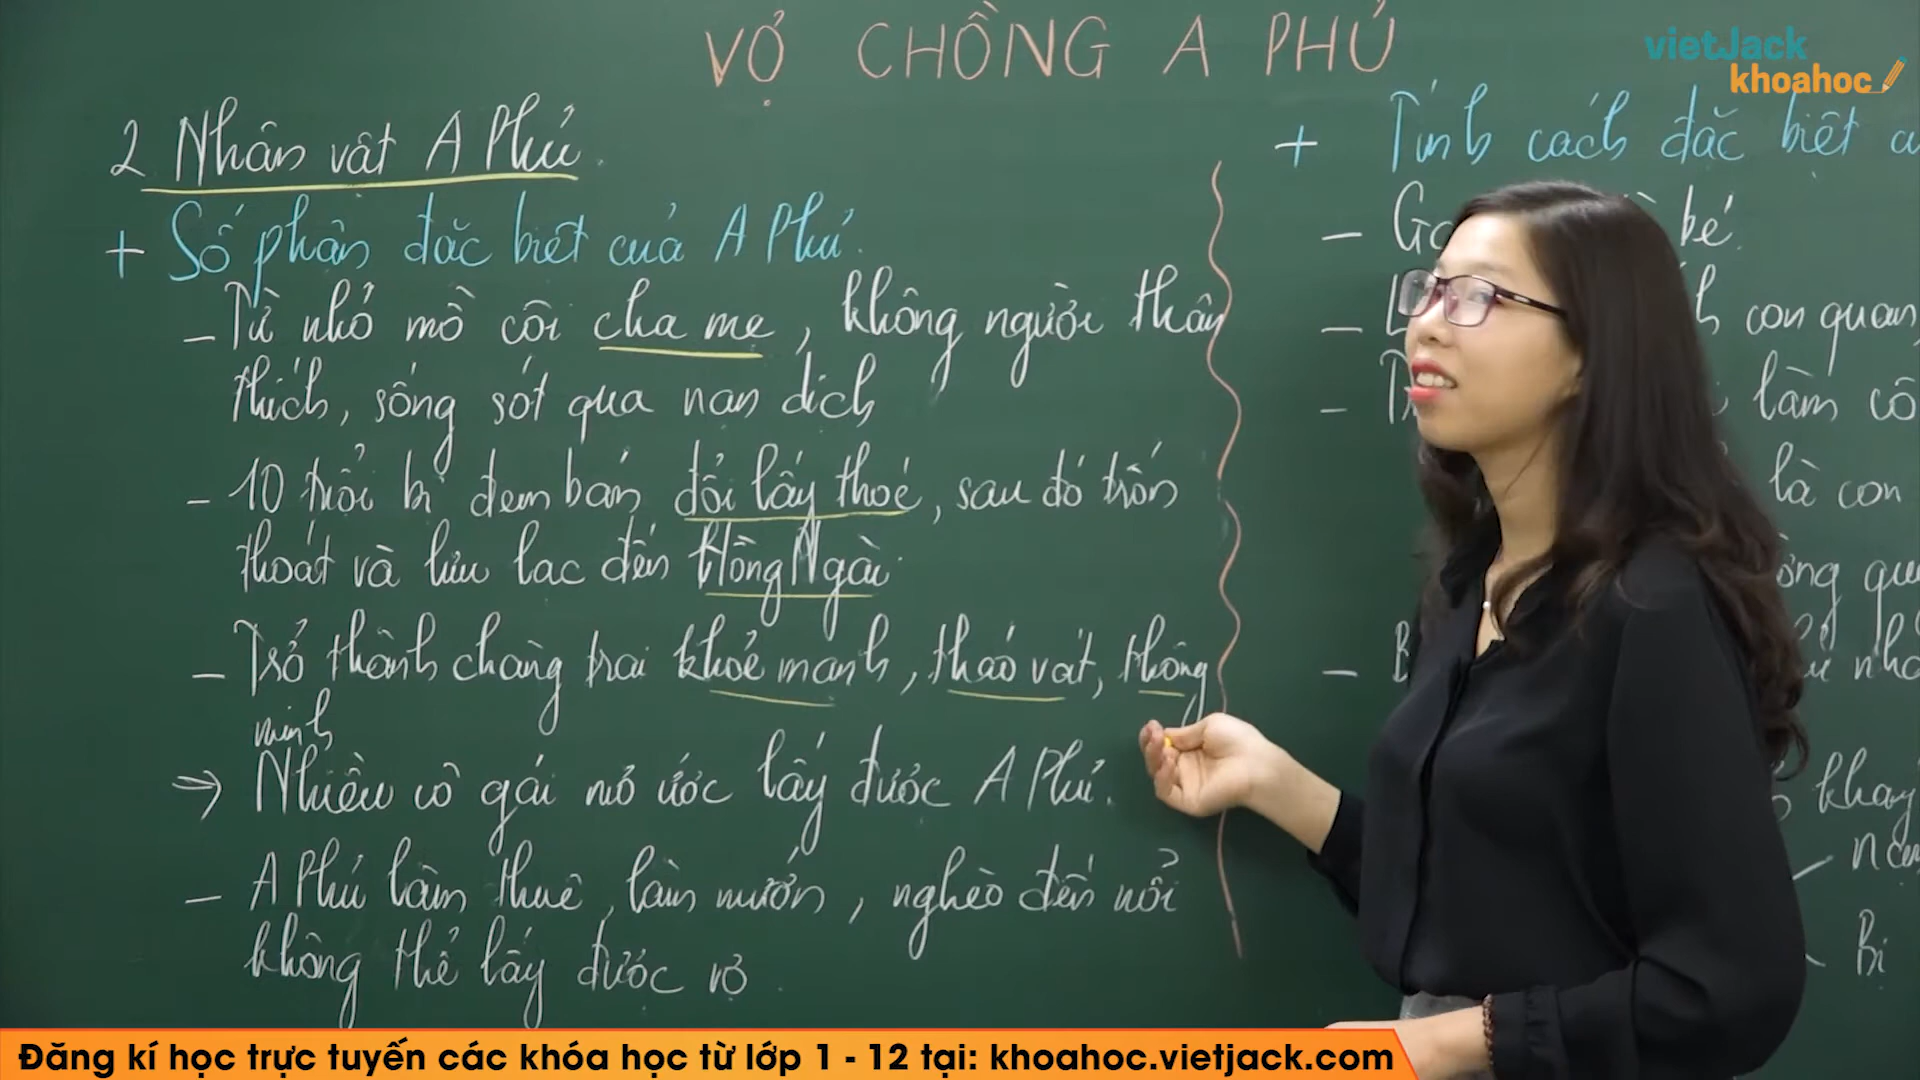 VỢ CHỒNG A PHỦ
vietJack
khoahoc
2 Nhân vật A Phủ.
+ Số phận đặc biệt của A Phủ.
- Từ nhỏ mồ côi cha mẹ, không người thân
thích, sống sót qua nạn dịch
- 10 tuổi bị đem bán đổi lấy thóc, sau đó trốn
thoát và lưu lạc đến Hồng Ngài
- Trở thành chàng trai khoẻ mạnh, tháo vát, thông
minh
→ Nhiều cô gái mơ ước lấy được A Phủ.
- A Phủ làm thuê, làm mướn, nghèo đến nỗi
không thể lấy được vợ.
+ Tính cách đặc biệt
bé.
con quan
làm
là con
khay
Bị
Đăng kí học trực tuyến các khóa học từ lớp 1 - 12 tại: khoahoc.vietjack.com